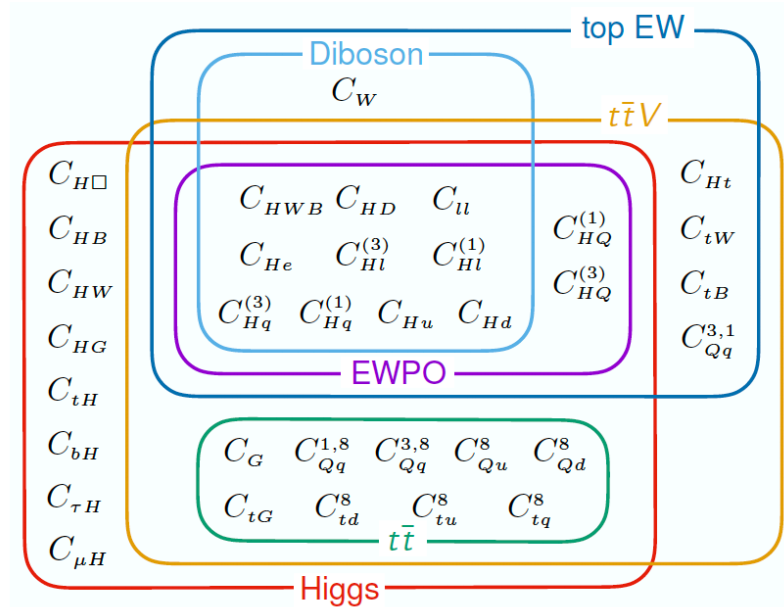 top EW
Diboson
C_W
tt̄V
C_{H□}
C_{HB}
C_{HW}
C_{HG}
C_{tH}
C_{bH}
C_{τH}
C_{μH}
C_{HWB} C_{HD} C_{ll}
C_{He} C_{Hl}^{(3)} C_{Hl}^{(1)}
C_{Hq}^{(3)} C_{Hq}^{(1)} C_{Hu} C_{Hd}
C_{HQ}^{(1)}
C_{HQ}^{(3)}
EWPO
C_{Ht}
C_{tW}
C_{tB}
C_{Qq}^{3,1}
C_G C_{Qq}^{1,8} C_{Qq}^{3,8} C_{Qu}^{8} C_{Qd}^{8}
C_{tG} C_{td}^{8} C_{tu}^{8} C_{tq}^{8}
tt̄
Higgs